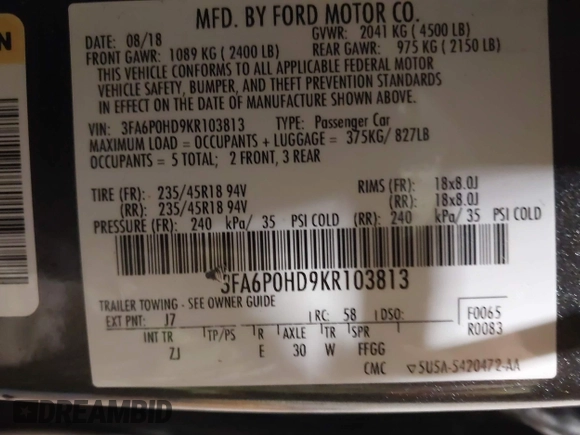 MFD. BY FORD MOTOR CO.
DATE: 08/18 GVWR: 2041 KG ( 4500 LB)
FRONT GAWR: 1089 KG ( 2400 LB) REAR GAWR: 975 KG ( 2150 LB)
THIS VEHICLE CONFORMS TO ALL APPLICABLE FEDERAL MOTOR
VEHICLE SAFETY, BUMPER, AND THEFT PREVENTION STANDARDS
IN EFFECT ON THE DATE OF MANUFACTURE SHOWN ABOVE.
VIN: 3FA6P0HD9KR103813 TYPE: Passenger Car
MAXIMUM LOAD = OCCUPANTS + LUGGAGE = 375KG/ 827LB
OCCUPANTS = 5 TOTAL; 2 FRONT, 3 REAR
TIRE (FR): 235/45R18 94V RIMS (FR): 18x8.0J
(RR): 235/45R18 94V (RR): 18x8.0J
PRESSURE (FR): 240 kPa/ 35 PSI COLD (RR): 240 kPa/ 35 PSI COLD
3FA6P0HD9KR103813
TRAILER TOWING - SEE OWNER GUIDE
EXT PNT: J7 RC: 58 DSO: F0065
INT TR TP/PS R AXLE TR SPR R0083
ZJ E 30 W FFGG
CMC 5U5A-5420472-AA
DREAMBID